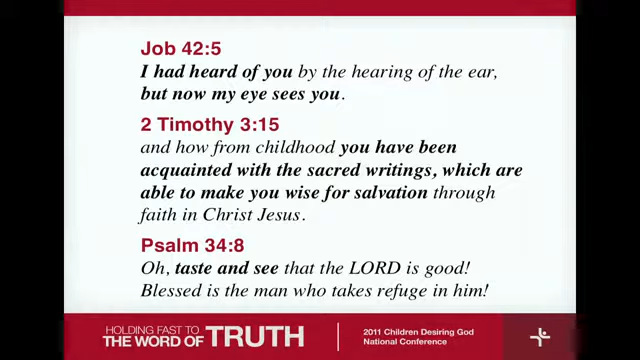 Job 42:5
I had heard of you by the hearing of the ear,
but now my eye sees you.
2 Timothy 3:15
and how from childhood you have been
acquainted with the sacred writings, which are
able to make you wise for salvation through
faith in Christ Jesus.
Psalm 34:8
Oh, taste and see that the LORD is good!
Blessed is the man who takes refuge in him!
HOLDING FAST TO
THE WORD OF TRUTH
2011 Children Desiring God
National Conference